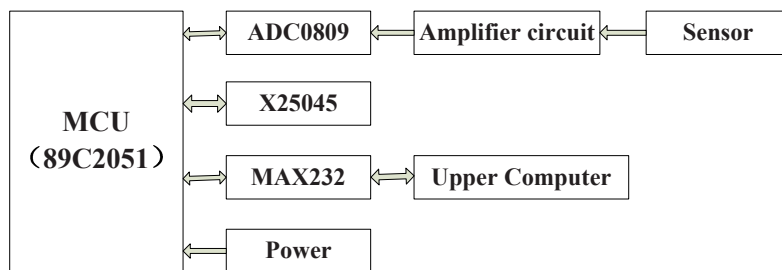 ADC0809
Amplifier circuit
Sensor
X25045
MCU
（89C2051）
MAX232
Upper Computer
Power